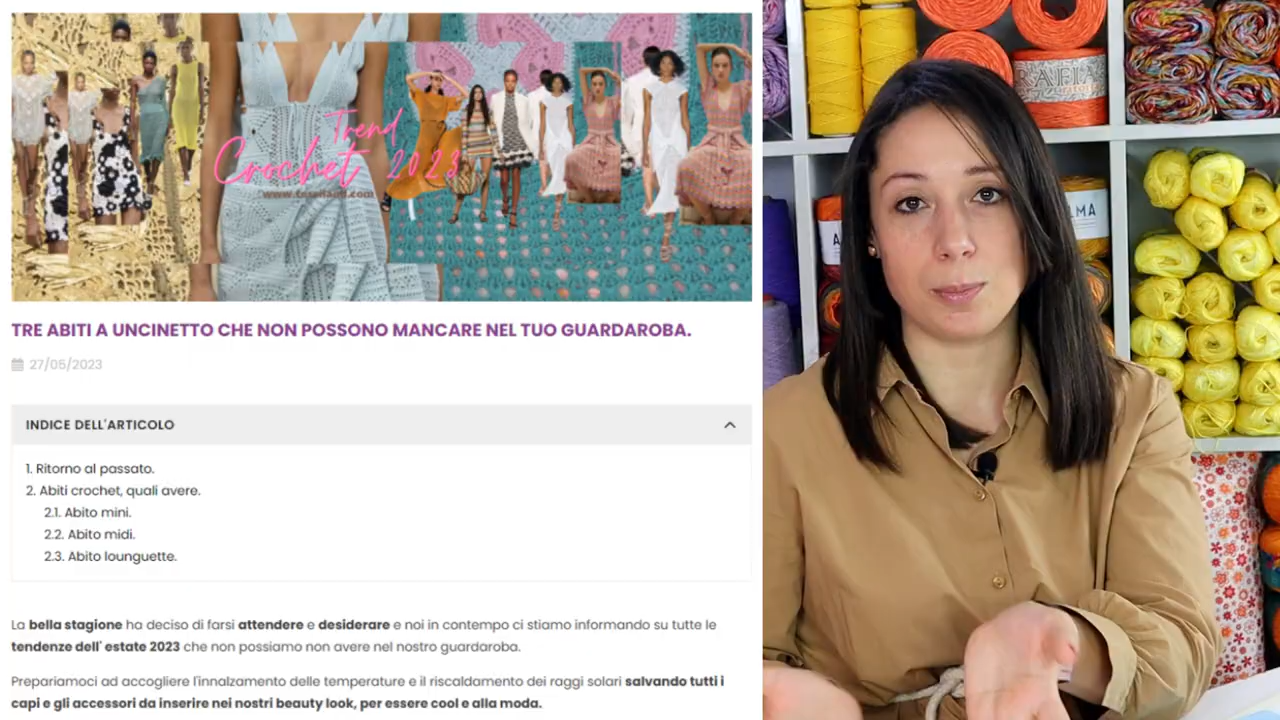 Trend
Crochet 2023
TRE ABITI A UNCINETTO CHE NON POSSONO MANCARE NEL TUO GUARDAROBA.
27/05/2023
INDICE DELL'ARTICOLO
1. Ritorno al passato.
2. Abiti crochet, quali avere.
2.1. Abito mini.
2.2. Abito midi.
2.3. Abito lounguette.
La bella stagione ha deciso di farsi attendere e desiderare e noi in contempo ci stiamo informando su tutte le
tendenze dell' estate 2023 che non possiamo non avere nel nostro guardaroba.
Prepariamoci ad accogliere l'innalzamento delle temperature e il riscaldamento dei raggi solari salvando tutti i
capi e gli accessori da inserire nei nostri beauty look, per essere cool e alla moda.
RAFIA